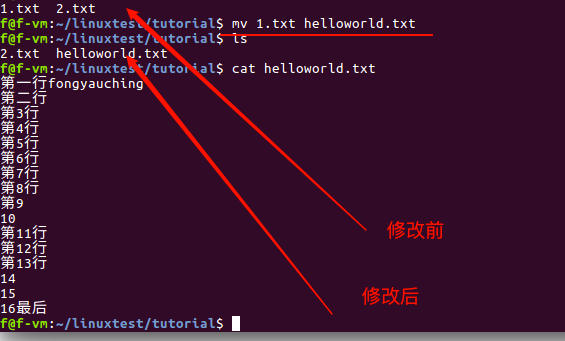 1.txt  2.txt
f@f-vm:~/linuxtest/tutorial$ mv 1.txt helloworld.txt
f@f-vm:~/linuxtest/tutorial$ ls
2.txt  helloworld.txt
f@f-vm:~/linuxtest/tutorial$ cat helloworld.txt
第一行fongyauching
第二行
第3行
第4行
第5行
第6行
第7行
第8行
第9
10
第11行
第12行
第13行
14
15
16最后
f@f-vm:~/linuxtest/tutorial$
修改前
修改后